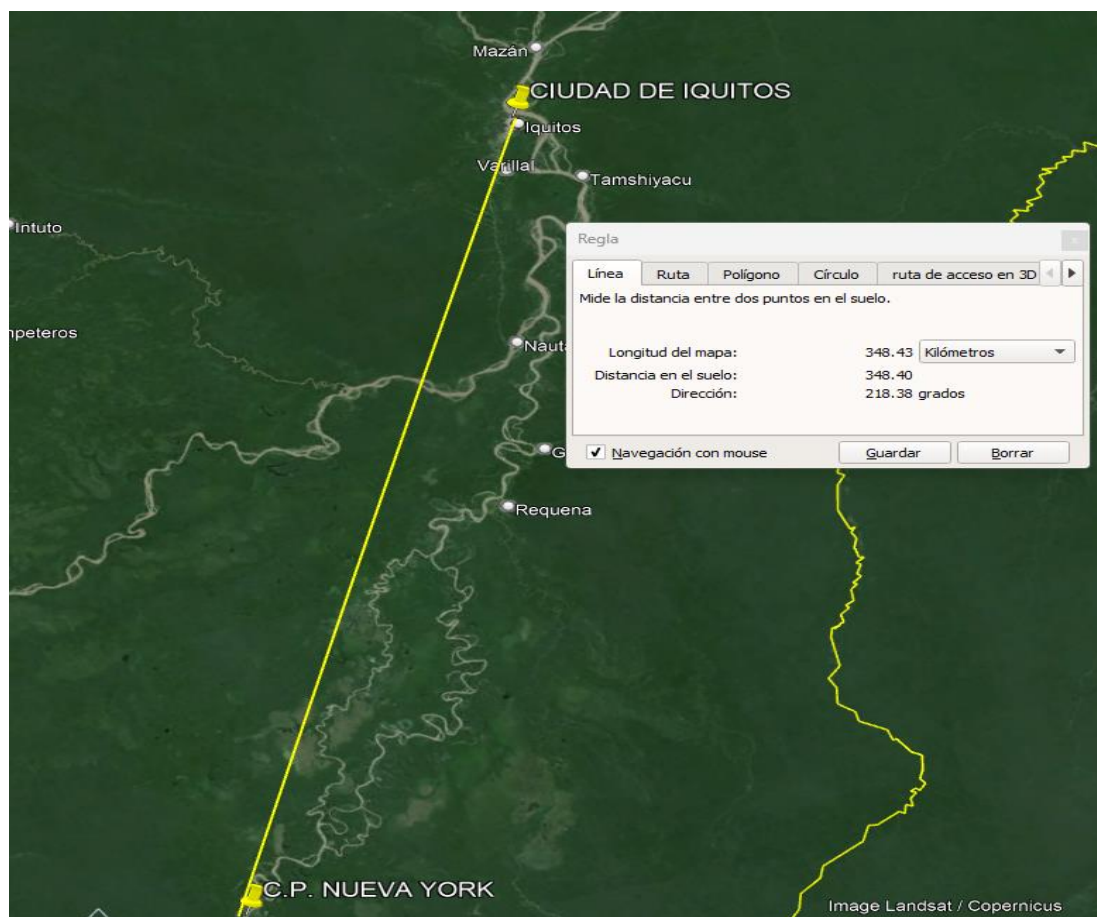 Mazán
CIUDAD DE IQUITOS
Iquitos
Varillal
Tamshiyacu
Intuto
Regla
Línea Ruta Polígono Círculo ruta de acceso en 3D
Mide la distancia entre dos puntos en el suelo.
npeteros
Nauta
Longitud del mapa: 348.43 Kilómetros
Distancia en el suelo: 348.40
Dirección: 218.38 grados
G
Navegación con mouse Guardar Borrar
Requena
C.P. NUEVA YORK
Image Landsat / Copernicus